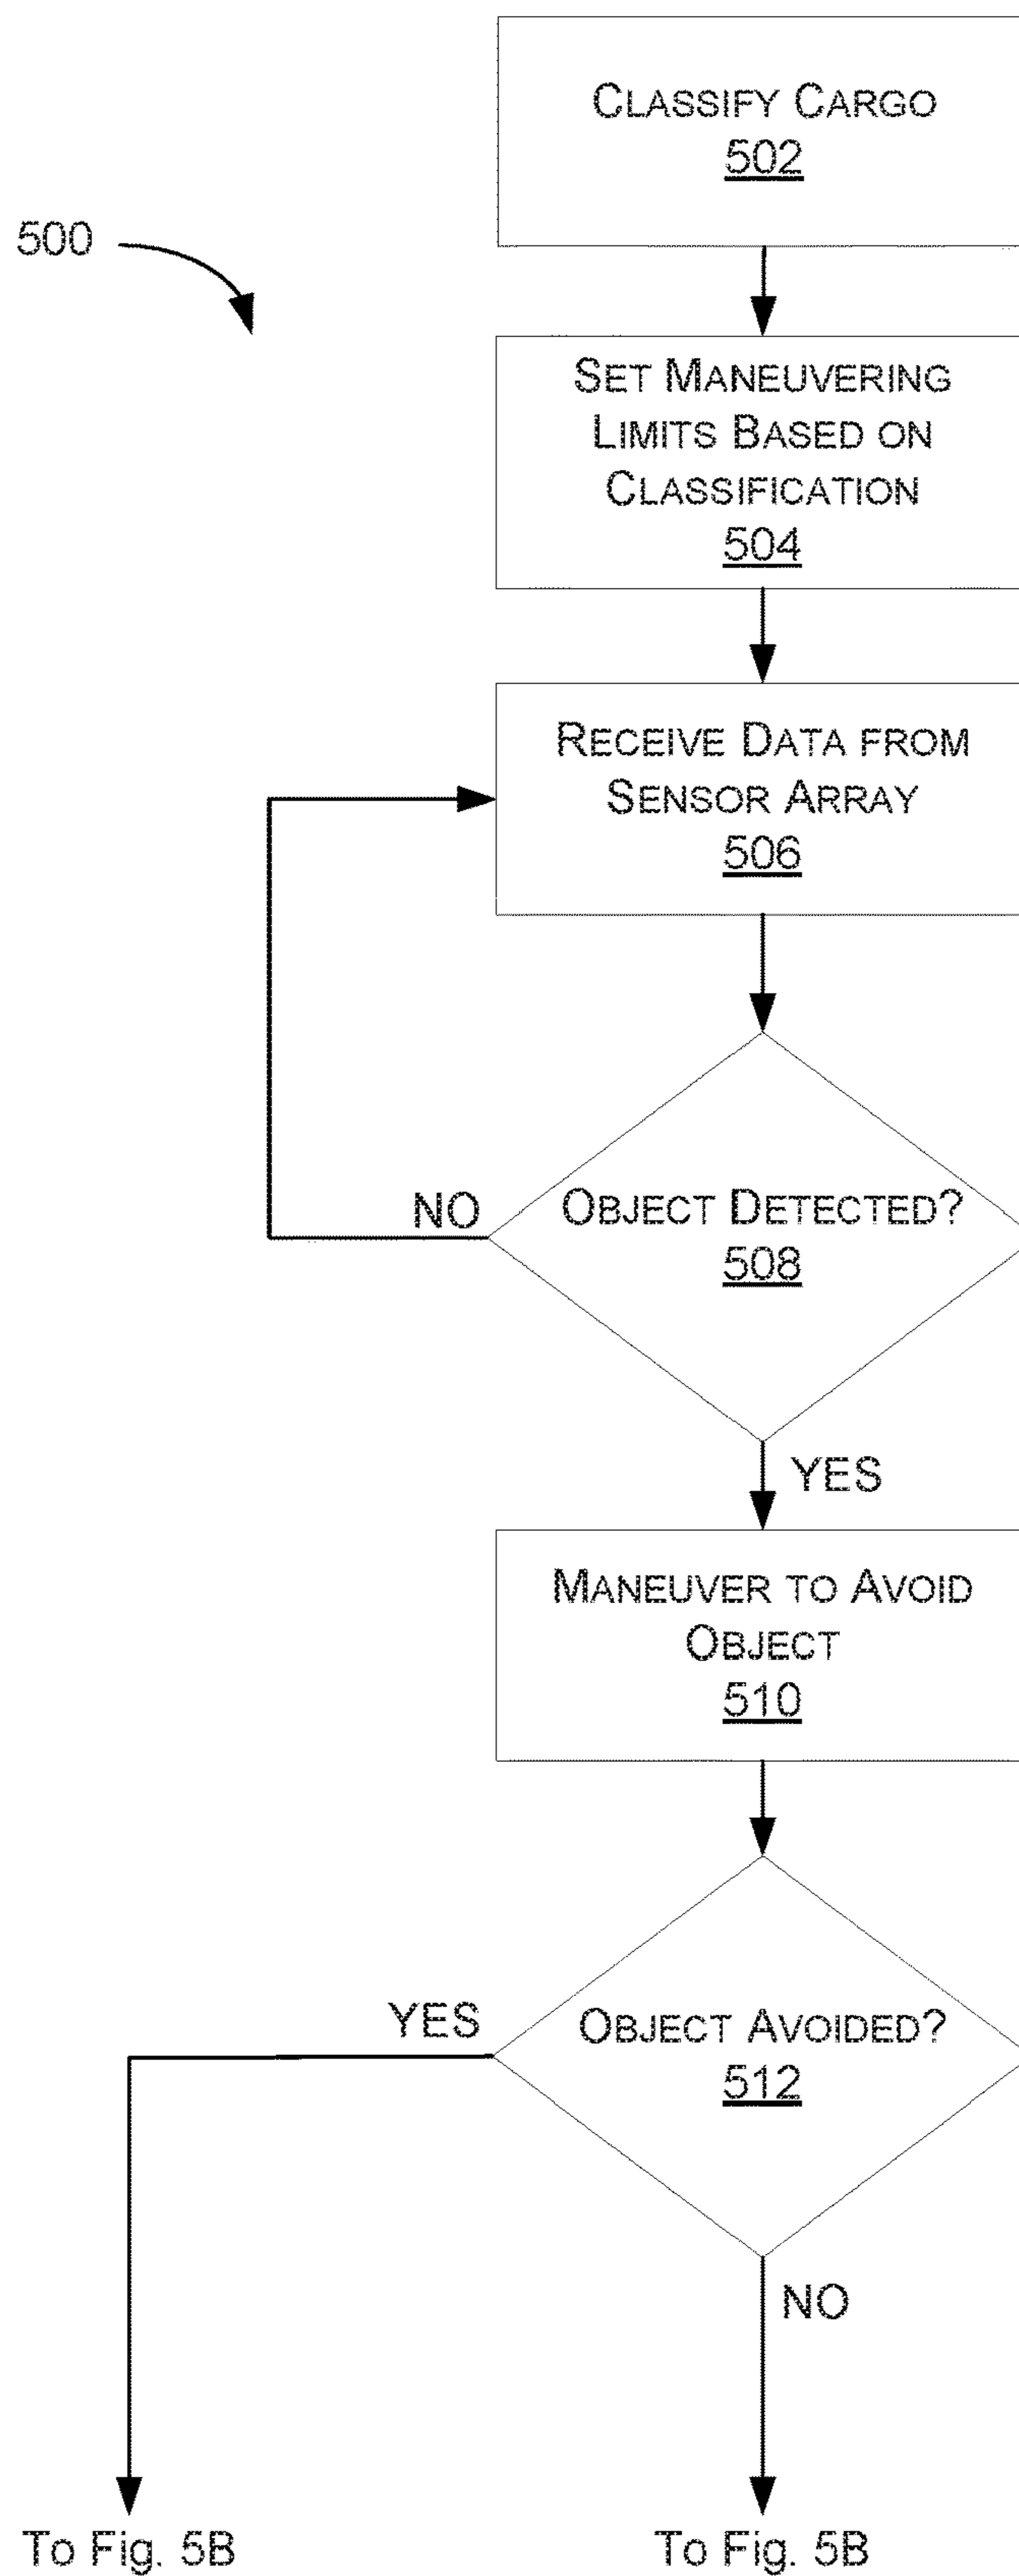 CLASSIFY CARGO
502
500
SET MANEUVERING
LIMITS BASED ON
CLASSIFICATION
504
RECEIVE DATA FROM
SENSOR ARRAY
506
NO
OBJECT DETECTED?
508
YES
MANEUVER TO AVOID
OBJECT
510
YES
OBJECT AVOIDED?
512
NO
To Fig. 5B
To Fig. 5B